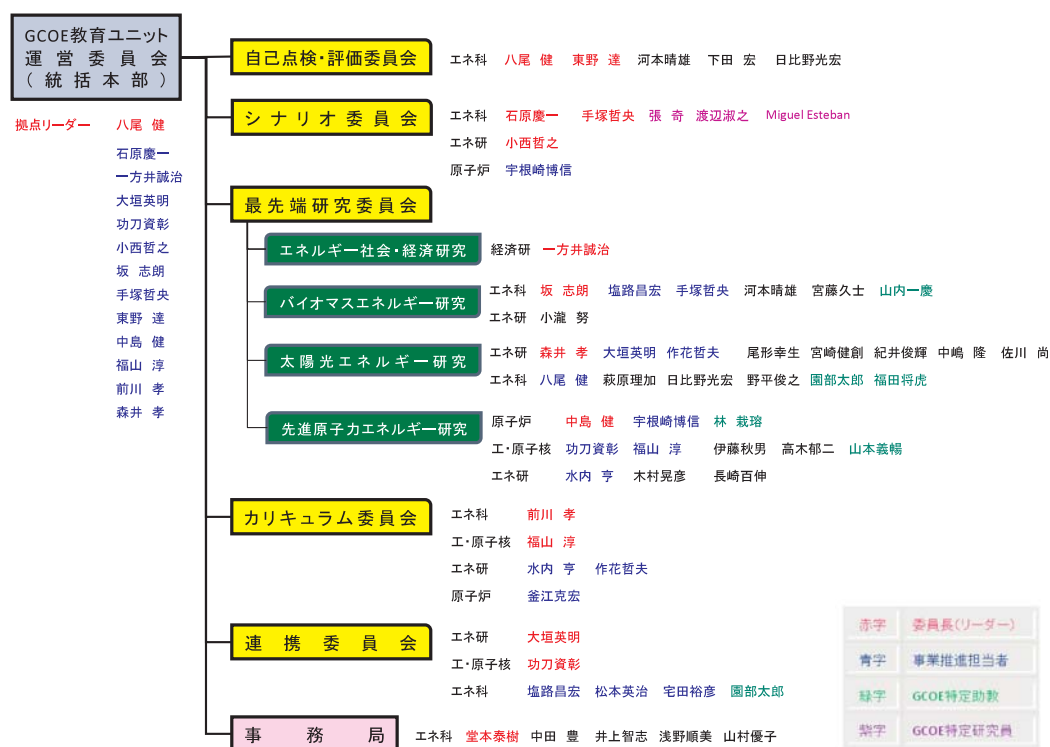 GCOE教育ユニット
運営委員会
(統括本部)
拠点リーダー 八尾 健
石原慶一
一方井誠治
大垣英明
功刀資彰
小西哲之
坂 志朗
手塚哲央
東野 達
中島 健
福山 淳
前川 孝
森井 孝
自己点検・評価委員会 エネ科 八尾 健 東野 達 河本晴雄 下田 宏 日比野光宏
シナリオ委員会 エネ科 石原慶一 手塚哲央 張 奇 渡辺淑之 Miguel Esteban
エネ研 小西哲之
原子炉 宇根崎博信
最先端研究委員会
エネルギー社会・経済研究 経済研 一方井誠治
バイオマスエネルギー研究 エネ科 坂 志朗 塩路昌宏 手塚哲央 河本晴雄 宮藤久士 山内一慶
エネ研 小瀧 努
太陽光エネルギー研究 エネ研 森井 孝 大垣英明 作花哲夫 尾形幸生 宮崎健創 紀井俊輝 中嶋 隆 佐川 尚
エネ科 八尾 健 萩原理加 日比野光宏 野平俊之 園部太郎 福田将虎
先進原子力エネルギー研究 原子炉 中島 健 宇根崎博信 林 栽瑢
エ・原子核 功刀資彰 福山 淳 伊藤秋男 高木郁二 山本義暢
エネ研 水内 亨 木村晃彦 長崎百伸
カリキュラム委員会 エネ科 前川 孝
エ・原子核 福山 淳
エネ研 水内 亨 作花哲夫
原子炉 釜江克宏
連携委員会 エネ研 大垣英明
エ・原子核 功刀資彰
エネ科 塩路昌宏 松本英治 宅田裕彦 園部太郎
事務局 エネ科 堂本泰樹 中田 豊 井上智志 浅野順美 山村優子
赤字 委員長(リーダー)
青字 事業推進担当者
緑字 GCOE特定助教
紫字 GCOE特定研究員